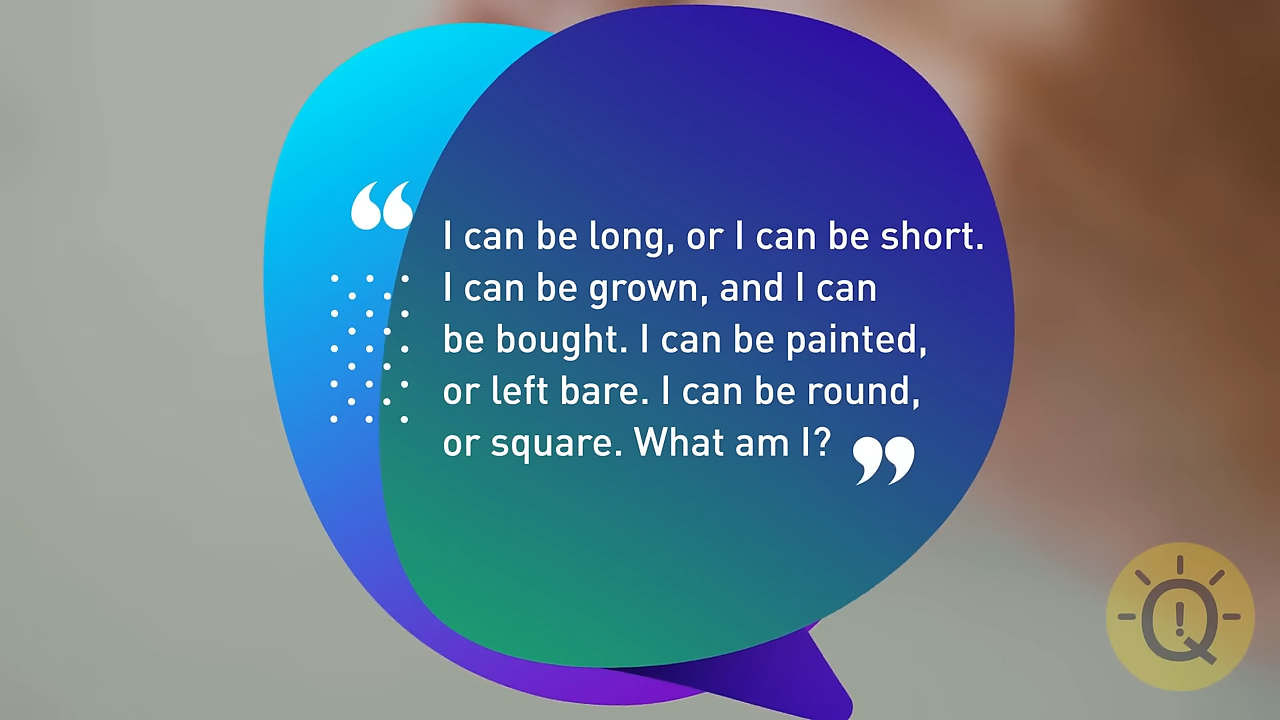 “
I can be long, or I can be short.
I can be grown, and I can
be bought. I can be painted,
or left bare. I can be round,
or square. What am I? ”
Q!